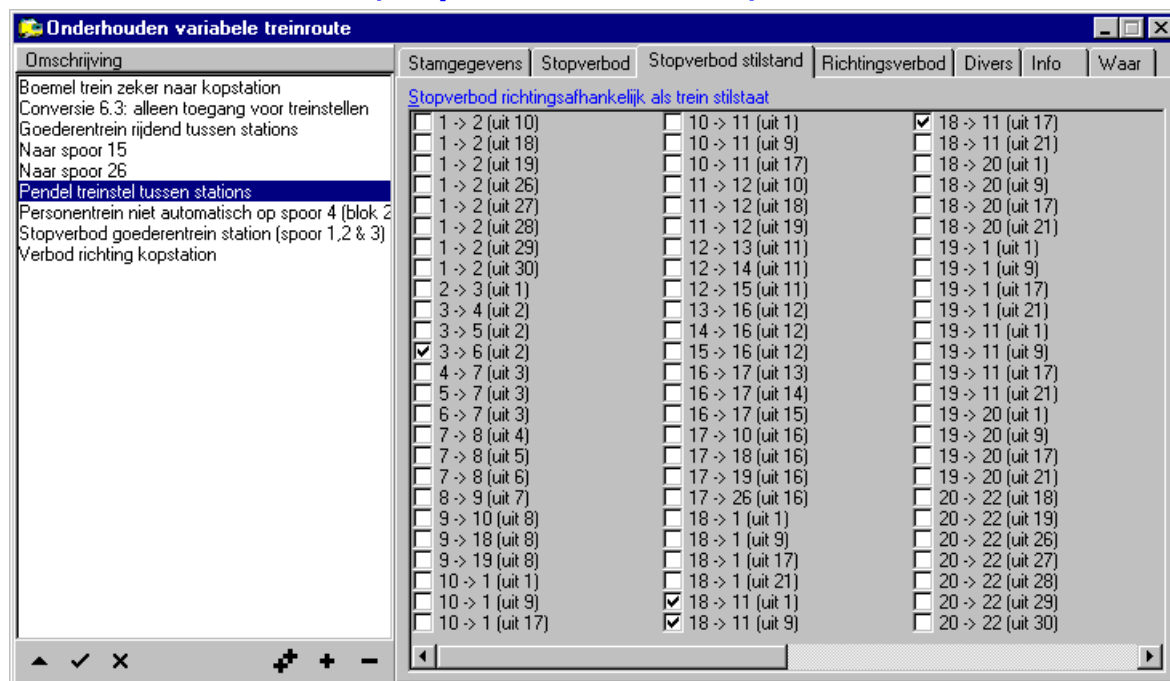 Onderhouden variabele treinroute
Omschrijving
Boemel trein zeker naar kopstation
Conversie 6.3: alleen toegang voor treinstellen
Goederentrein rijdend tussen stations
Naar spoor 15
Naar spoor 26
Pendel treinstel tussen stations
Personentrein niet automatisch op spoor 4 (blok 2
Stopverbod goederentrein station (spoor 1,2 & 3)
Verbod richting kopstation
Stamgegevens Stopverbod Stopverbod stilstand Richtingsverbod Divers Info Waar
Stopverbod richtingsafhankelijk als trein stilstaat
1 -> 2 (uit 10)
1 -> 2 (uit 18)
1 -> 2 (uit 19)
1 -> 2 (uit 26)
1 -> 2 (uit 27)
1 -> 2 (uit 28)
1 -> 2 (uit 29)
1 -> 2 (uit 30)
2 -> 3 (uit 1)
3 -> 4 (uit 2)
3 -> 5 (uit 2)
3 -> 6 (uit 2)
4 -> 7 (uit 3)
5 -> 7 (uit 3)
6 -> 7 (uit 3)
7 -> 8 (uit 4)
7 -> 8 (uit 5)
7 -> 8 (uit 6)
8 -> 9 (uit 7)
9 -> 10 (uit 8)
9 -> 18 (uit 8)
9 -> 19 (uit 8)
10 -> 1 (uit 1)
10 -> 1 (uit 9)
10 -> 1 (uit 17)
10 -> 11 (uit 1)
10 -> 11 (uit 9)
10 -> 11 (uit 17)
11 -> 12 (uit 10)
11 -> 12 (uit 18)
11 -> 12 (uit 19)
12 -> 13 (uit 11)
12 -> 14 (uit 11)
12 -> 15 (uit 11)
13 -> 16 (uit 12)
14 -> 16 (uit 12)
15 -> 16 (uit 12)
16 -> 17 (uit 13)
16 -> 17 (uit 14)
16 -> 17 (uit 15)
17 -> 10 (uit 16)
17 -> 18 (uit 16)
17 -> 19 (uit 16)
17 -> 26 (uit 16)
18 -> 1 (uit 1)
18 -> 1 (uit 9)
18 -> 1 (uit 17)
18 -> 1 (uit 21)
18 -> 11 (uit 1)
18 -> 11 (uit 9)
18 -> 11 (uit 17)
18 -> 11 (uit 21)
18 -> 20 (uit 1)
18 -> 20 (uit 9)
18 -> 20 (uit 17)
18 -> 20 (uit 21)
19 -> 1 (uit 1)
19 -> 1 (uit 9)
19 -> 1 (uit 17)
19 -> 1 (uit 21)
19 -> 11 (uit 1)
19 -> 11 (uit 9)
19 -> 11 (uit 17)
19 -> 11 (uit 21)
19 -> 20 (uit 1)
19 -> 20 (uit 9)
19 -> 20 (uit 17)
19 -> 20 (uit 21)
20 -> 22 (uit 18)
20 -> 22 (uit 19)
20 -> 22 (uit 26)
20 -> 22 (uit 27)
20 -> 22 (uit 28)
20 -> 22 (uit 29)
20 -> 22 (uit 30)